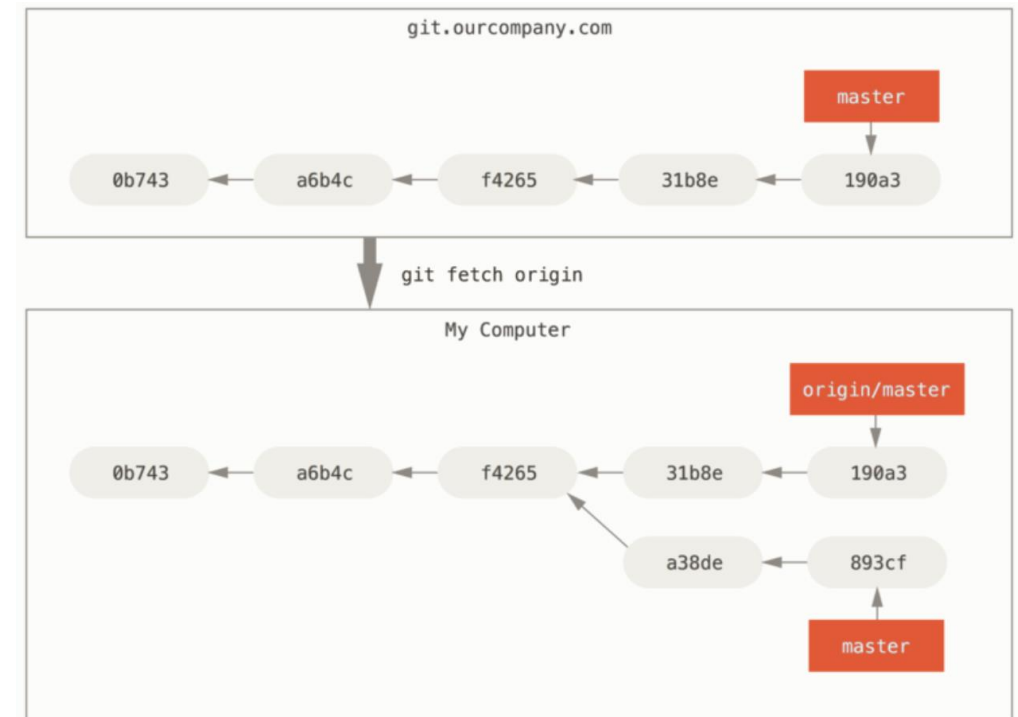 git.ourcompany.com
master
0b743 a6b4c f4265 31b8e 190a3
git fetch origin
My Computer
origin/master
0b743 a6b4c f4265 31b8e 190a3
a38de 893cf
master